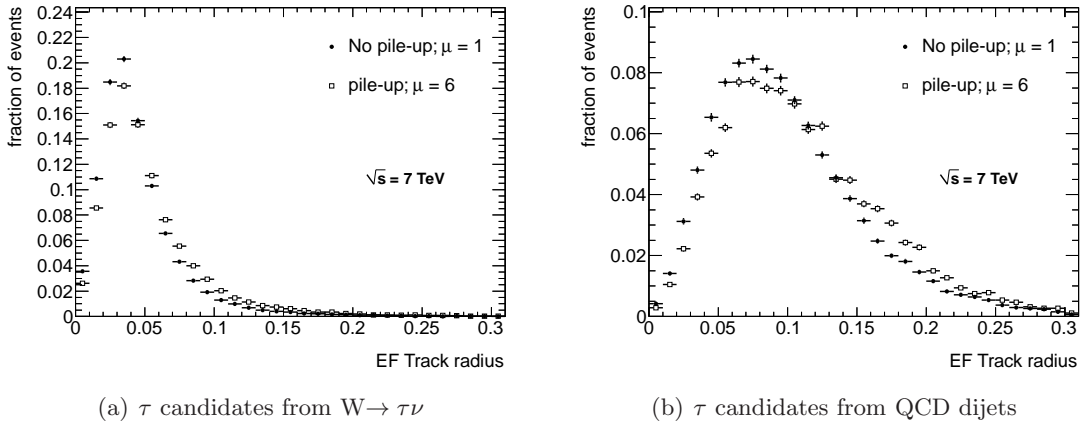 fraction of events
0.24
0.22
0.2
0.18
0.16
0.14
0.12
0.1
0.08
0.06
0.04
0.02
0
No pile-up; μ = 1
pile-up; μ = 6
√s = 7 TeV
0 0.05 0.1 0.15 0.2 0.25 0.3
EF Track radius
(a) τ candidates from W→ τν
fraction of events
0.1
0.08
0.06
0.04
0.02
0
No pile-up; μ = 1
pile-up; μ = 6
√s = 7 TeV
0 0.05 0.1 0.15 0.2 0.25 0.3
EF Track radius
(b) τ candidates from QCD dijets